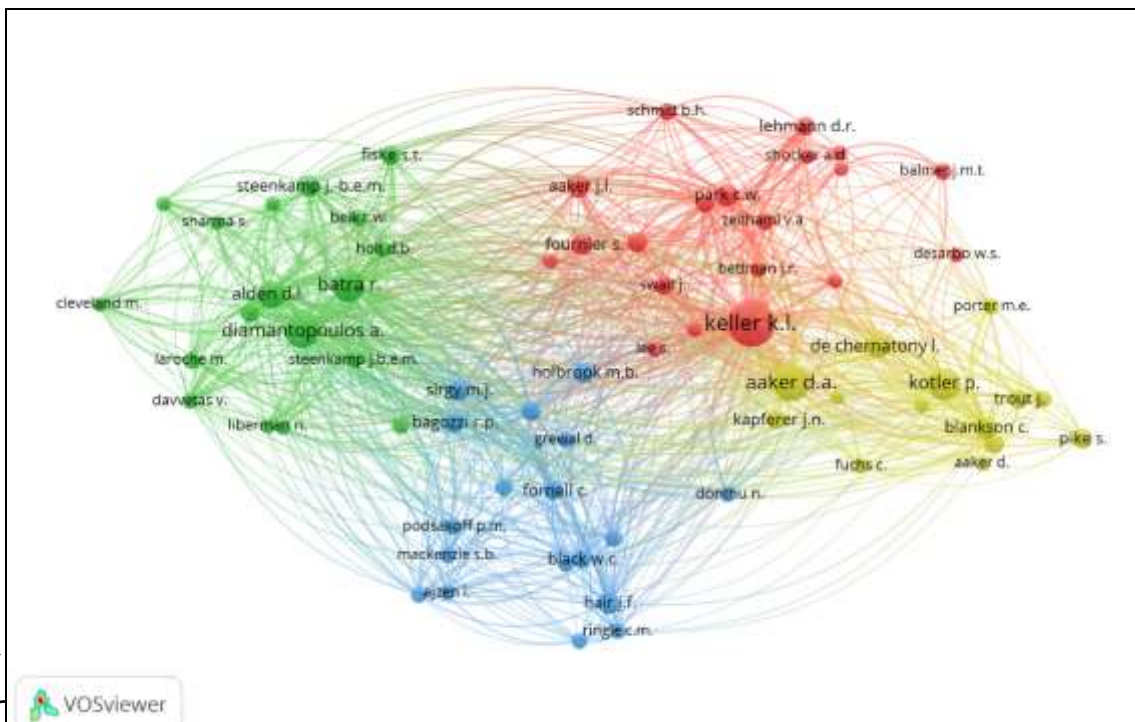 schmitt b.h.
lehmann d.r.
fiske s.t.
shocker a.d.
balmer j.m.t.
steenkamp j.-b.e.m.
aaker j.l.
park c.w.
sharma s.
zeithaml v.a.
holt d.b.
fournier s.
bettman j.r.
desarbo w.s.
batra r.
swait j.
alden d.l.
cleveland m.
porter m.e.
keller k.l.
diamantopoulos a.
lee s.
de chernatony l.
laroche m.
steenkamp j.b.e.m.
holbrook m.b.
aaker d.a.
kotler p.
sirgy m.j.
davvetas v.
trout j.
liberman n.
bagozzi r.p.
kapferer j.n.
blankson c.
grewal d.
pike s.
fuchs c.
aaker d.
fornell c.
donthu n.
podsakoff p.m.
mackenzie s.b.
black w.c.
ajzen i.
hair j.f.
ringle c.m.
VOSviewer